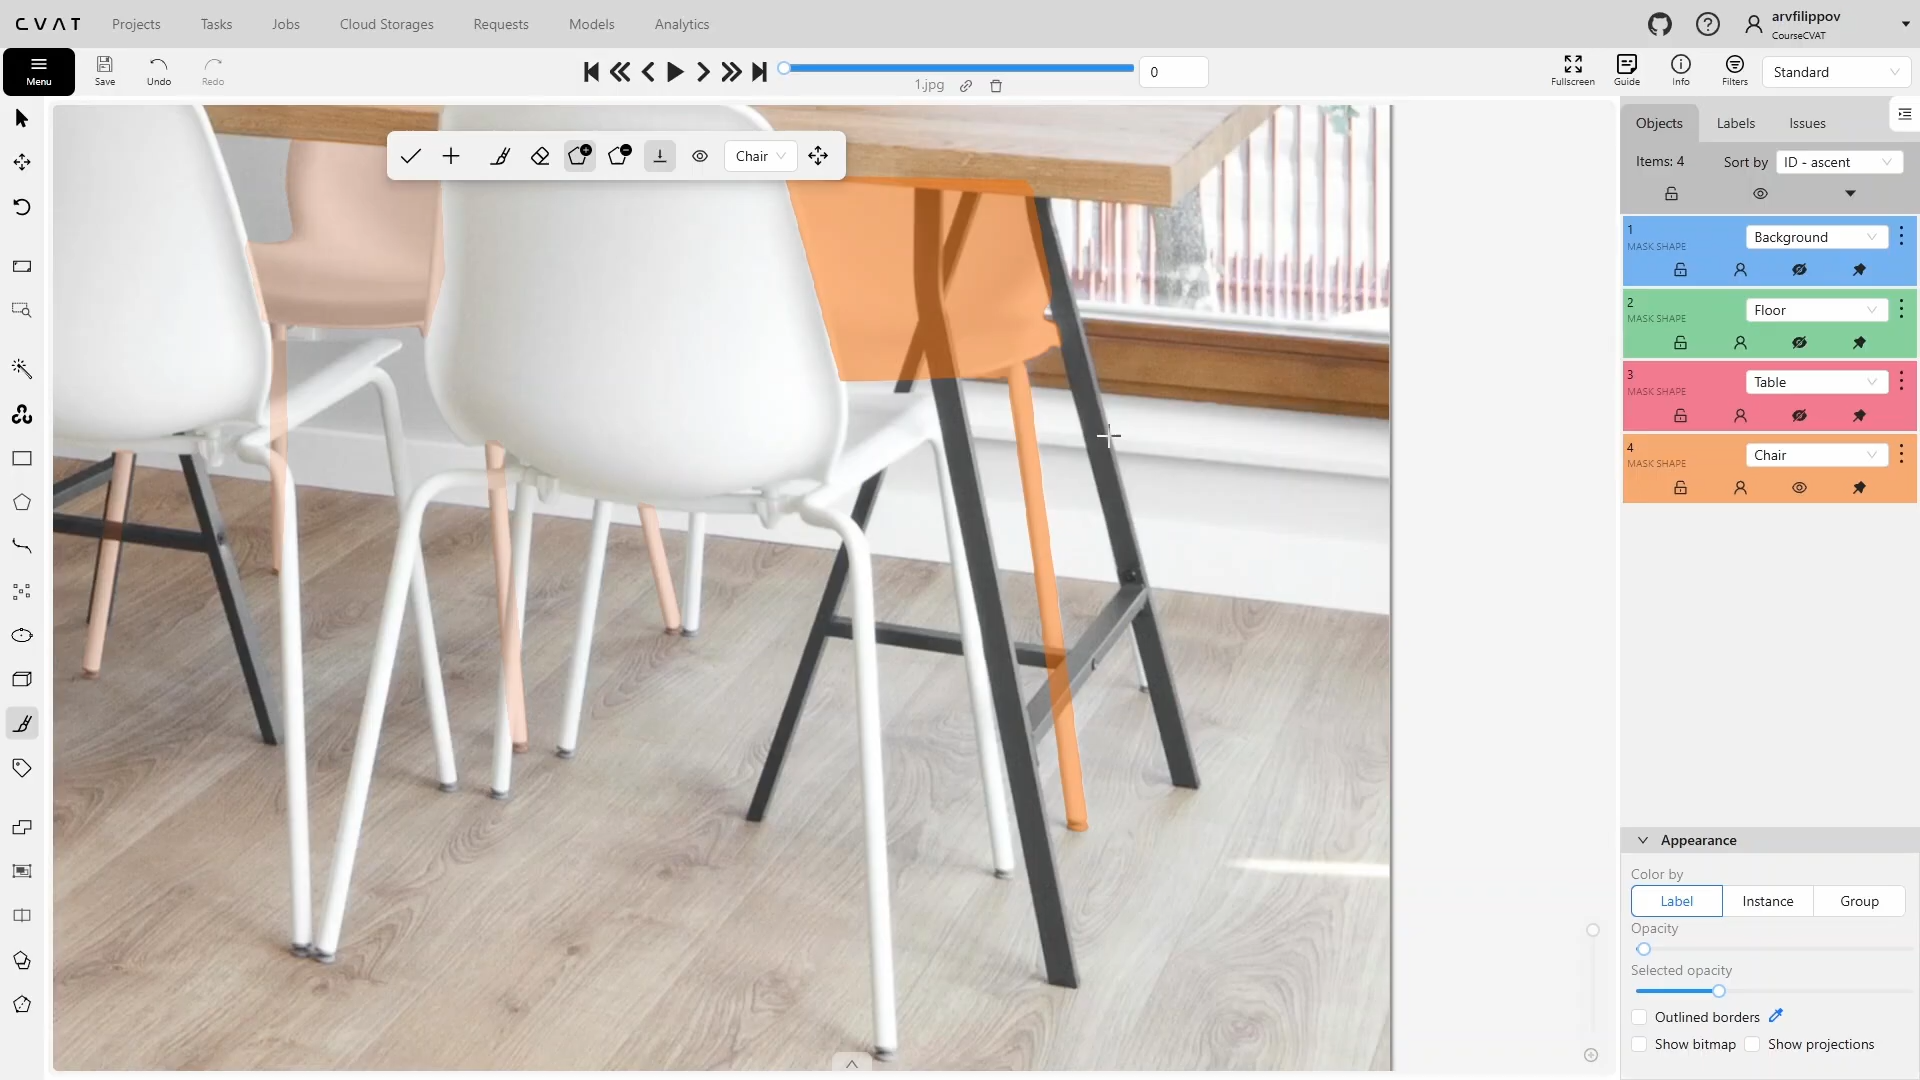 CVAT Projects Tasks Jobs Cloud Storages Requests Models Analytics
arvfilippov
CourseCVAT
Menu Save Undo Redo
0
1.jpg
Fullscreen Guide Info Filters
Standard
Chair
Objects Labels Issues
Items: 4 Sort by ID - ascent
1
MASK SHAPE
Background
2
MASK SHAPE
Floor
3
MASK SHAPE
Table
4
MASK SHAPE
Chair
Appearance
Color by
Label Instance Group
Opacity
Selected opacity
Outlined borders
Show bitmap Show projections